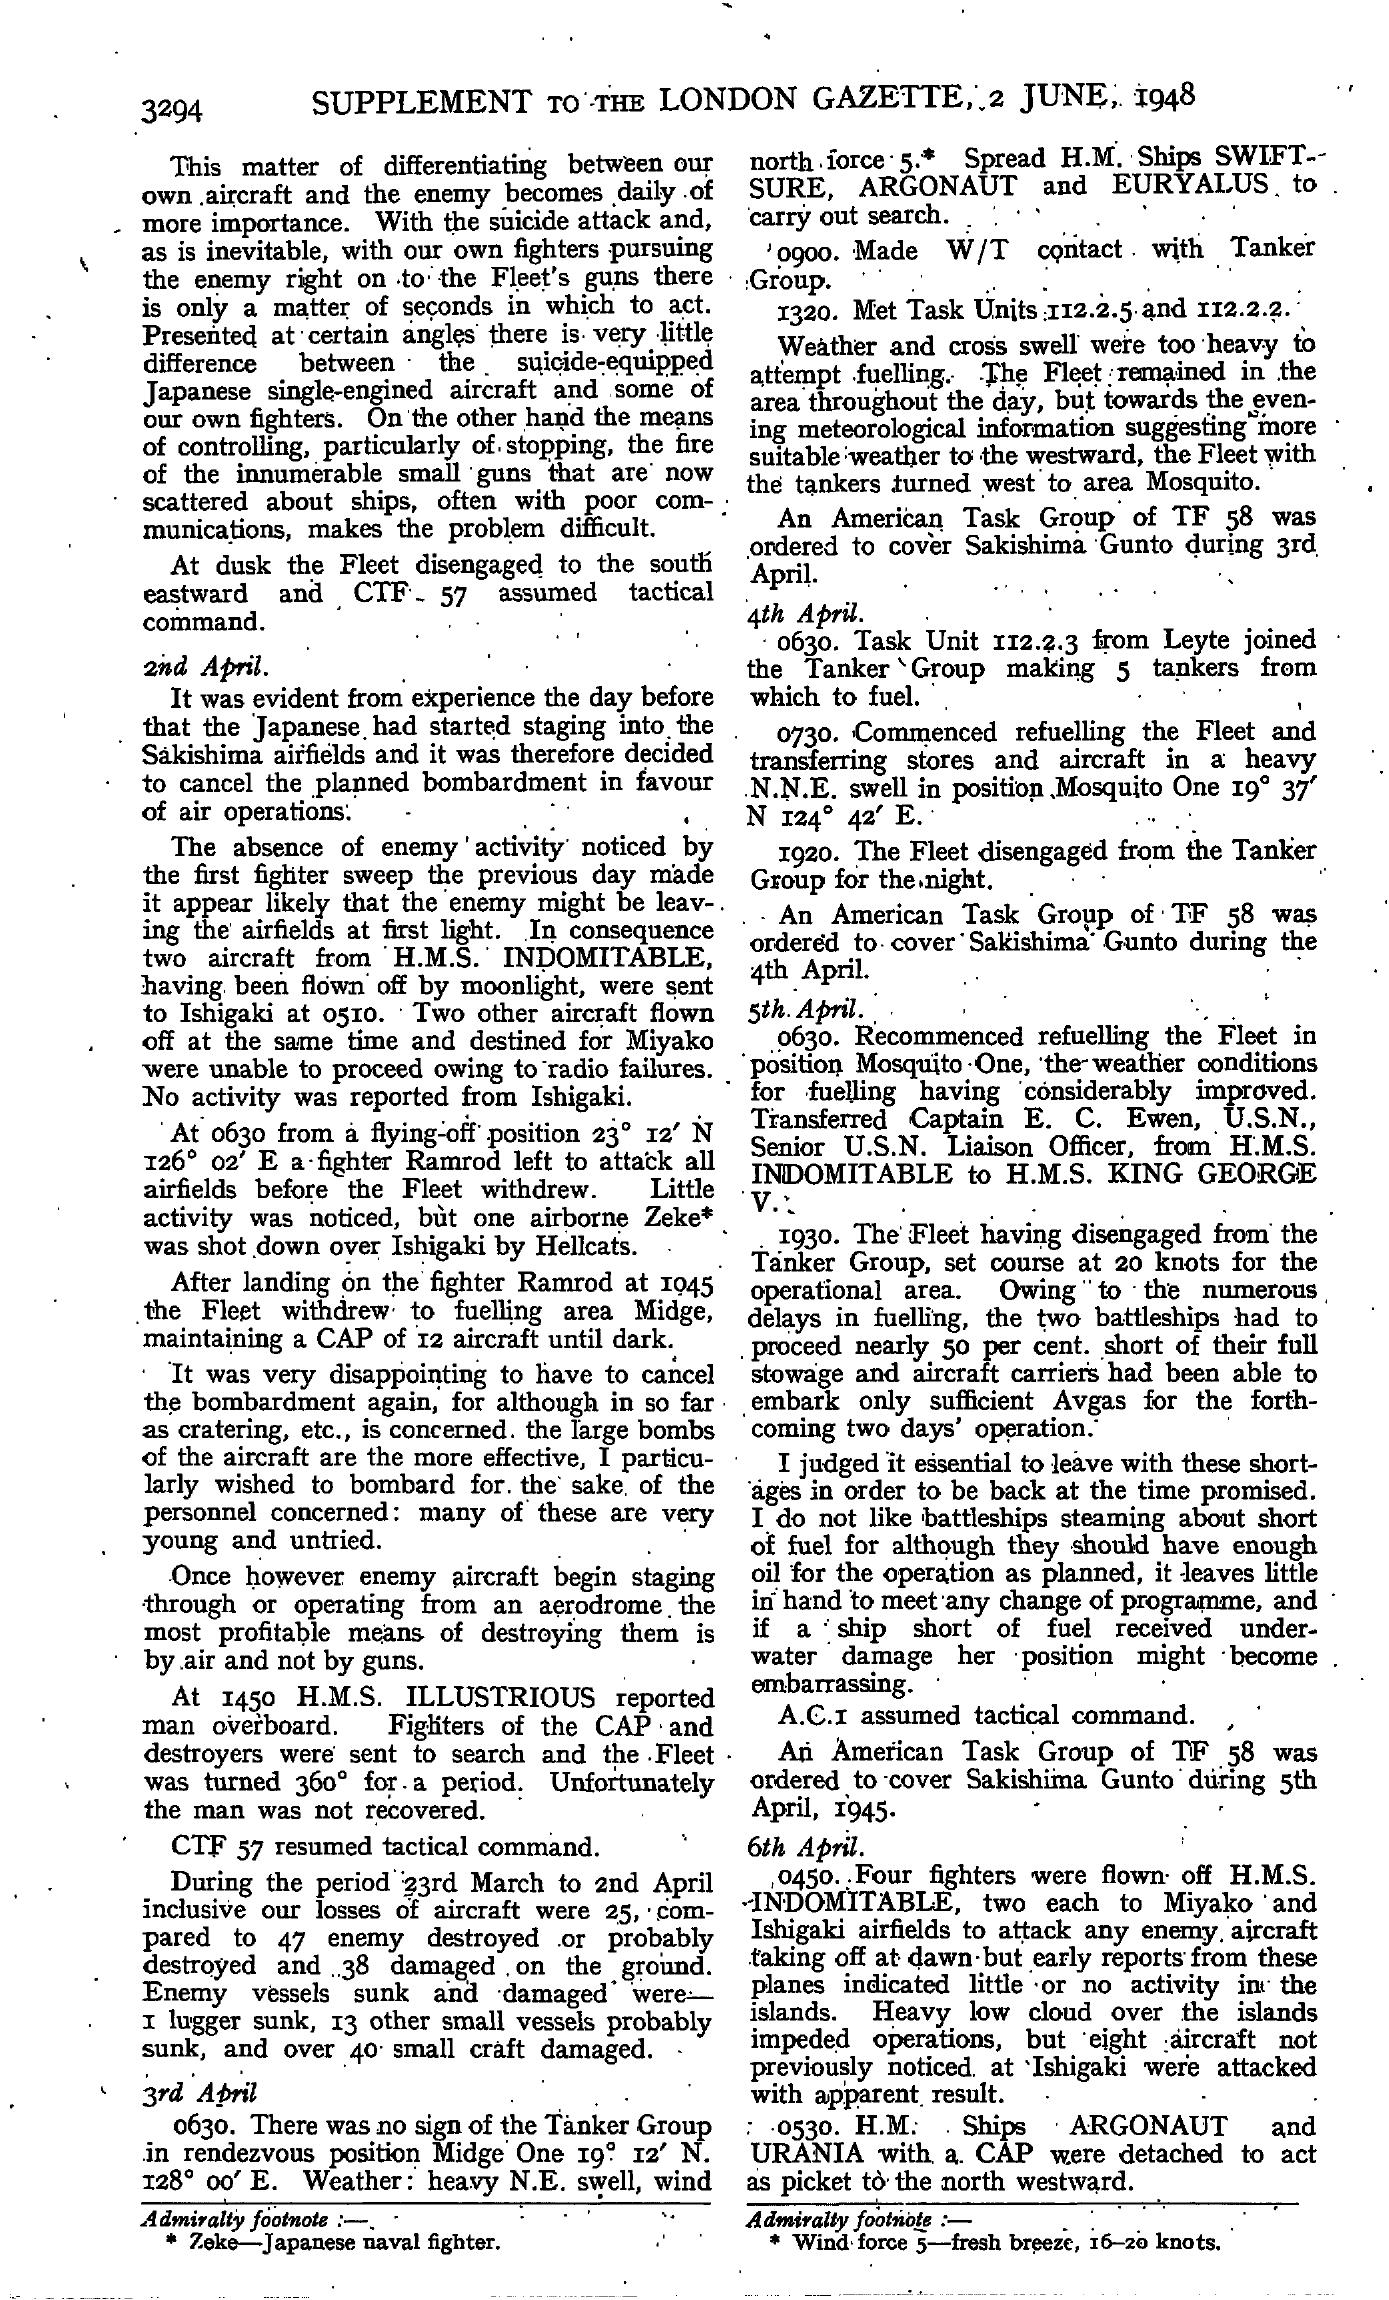 3294 SUPPLEMENT TO THE LONDON GAZETTE, 2 JUNE, 1948
This matter of differentiating between our
own aircraft and the enemy becomes daily of
more importance. With the suicide attack and,
as is inevitable, with our own fighters pursuing
the enemy right on to the Fleet's guns there
is only a matter of seconds in which to act.
Presented at certain angles there is very little
difference between the suicide-equipped
Japanese single-engined aircraft and some of
our own fighters. On the other hand the means
of controlling, particularly of stopping, the fire
of the innumerable small guns that are now
scattered about ships, often with poor com-
munications, makes the problem difficult.
At dusk the Fleet disengaged to the south
eastward and CTF 57 assumed tactical
command.
2nd April.
It was evident from experience the day before
that the Japanese had started staging into the
Sakishima airfields and it was therefore decided
to cancel the planned bombardment in favour
of air operations.
The absence of enemy activity noticed by
the first fighter sweep the previous day made
it appear likely that the enemy might be leav-
ing the airfields at first light. In consequence
two aircraft from H.M.S. INDOMITABLE,
having been flown off by moonlight, were sent
to Ishigaki at 0510. Two other aircraft flown
off at the same time and destined for Miyako
were unable to proceed owing to radio failures.
No activity was reported from Ishigaki.
At 0630 from a flying-off position 23° 12′ N
126° 02′ E a fighter Ramrod left to attack all
airfields before the Fleet withdrew. Little
activity was noticed, but one airborne Zeke*
was shot down over Ishigaki by Hellcats.
After landing on the fighter Ramrod at 1045
the Fleet withdrew to fuelling area Midge,
maintaining a CAP of 12 aircraft until dark.
It was very disappointing to have to cancel
the bombardment again, for although in so far
as cratering, etc., is concerned the large bombs
of the aircraft are the more effective, I particu-
larly wished to bombard for the sake of the
personnel concerned: many of these are very
young and untried.
Once however enemy aircraft begin staging
through or operating from an aerodrome the
most profitable means of destroying them is
by air and not by guns.
At 1450 H.M.S. ILLUSTRIOUS reported
man overboard. Fighters of the CAP and
destroyers were sent to search and the Fleet
was turned 360° for a period. Unfortunately
the man was not recovered.
CTF 57 resumed tactical command.
During the period 23rd March to 2nd April
inclusive our losses of aircraft were 25, com-
pared to 47 enemy destroyed or probably
destroyed and 38 damaged on the ground.
Enemy vessels sunk and damaged were—
1 lugger sunk, 13 other small vessels probably
sunk, and over 40 small craft damaged.
3rd April
0630. There was no sign of the Tanker Group
in rendezvous position Midge One 19° 12′ N.
128° 00′ E. Weather: heavy N.E. swell, wind
Admiralty footnote :—
* Zeke—Japanese naval fighter.
north force 5.* Spread H.M. Ships SWIFT-
SURE, ARGONAUT and EURYALUS to
carry out search.
0900. Made W/T contact with Tanker
Group.
1320. Met Task Units 112.2.5 and 112.2.2.
Weather and cross swell were too heavy to
attempt fuelling. The Fleet remained in the
area throughout the day, but towards the even-
ing meteorological information suggesting more
suitable weather to the westward, the Fleet with
the tankers turned west to area Mosquito.
An American Task Group of TF 58 was
ordered to cover Sakishima Gunto during 3rd
April.
4th April.
0630. Task Unit 112.2.3 from Leyte joined
the Tanker Group making 5 tankers from
which to fuel.
0730. Commenced refuelling the Fleet and
transferring stores and aircraft in a heavy
N.N.E. swell in position Mosquito One 19° 37′
N 124° 42′ E.
1920. The Fleet disengaged from the Tanker
Group for the night.
An American Task Group of TF 58 was
ordered to cover Sakishima Gunto during the
4th April.
5th April.
0630. Recommenced refuelling the Fleet in
position Mosquito One, the weather conditions
for fuelling having considerably improved.
Transferred Captain E. C. Ewen, U.S.N.,
Senior U.S.N. Liaison Officer, from H.M.S.
INDOMITABLE to H.M.S. KING GEORGE
V.
1930. The Fleet having disengaged from the
Tanker Group, set course at 20 knots for the
operational area. Owing to the numerous
delays in fuelling, the two battleships had to
proceed nearly 50 per cent. short of their full
stowage and aircraft carriers had been able to
embark only sufficient Avgas for the forth-
coming two days' operation.
I judged it essential to leave with these short-
ages in order to be back at the time promised.
I do not like battleships steaming about short
of fuel for although they should have enough
oil for the operation as planned, it leaves little
in hand to meet any change of programme, and
if a ship short of fuel received under-
water damage her position might become
embarrassing.
A.C.1 assumed tactical command.
An American Task Group of TF 58 was
ordered to cover Sakishima Gunto during 5th
April, 1945.
6th April.
0450. Four fighters were flown off H.M.S.
INDOMITABLE, two each to Miyako and
Ishigaki airfields to attack any enemy aircraft
taking off at dawn but early reports from these
planes indicated little or no activity in the
islands. Heavy low cloud over the islands
impeded operations, but eight aircraft not
previously noticed at Ishigaki were attacked
with apparent result.
0530. H.M. Ships ARGONAUT and
URANIA with a CAP were detached to act
as picket to the north westward.
Admiralty footnote :—
* Wind force 5—fresh breeze, 16–20 knots.